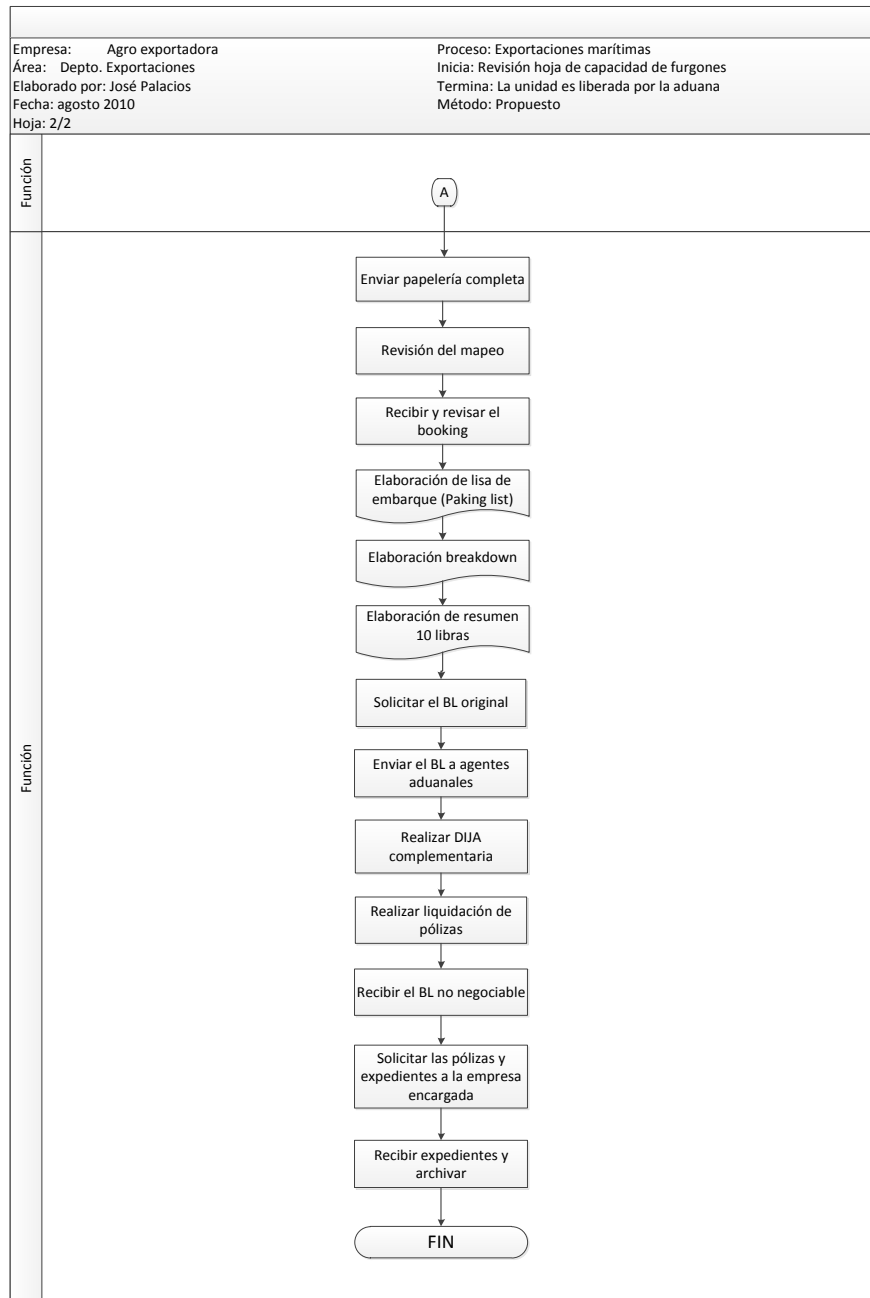 Empresa: Agro exportadora
Área: Depto. Exportaciones
Elaborado por: José Palacios
Fecha: agosto 2010
Hoja: 2/2
Proceso: Exportaciones marítimas
Inicia: Revisión hoja de capacidad de furgones
Termina: La unidad es liberada por la aduana
Método: Propuesto
Función
A
Función
Enviar papelería completa
Revisión del mapeo
Recibir y revisar el
booking
Elaboración de lisa de
embarque (Paking list)
Elaboración breakdown
Elaboración de resumen
10 libras
Solicitar el BL original
Enviar el BL a agentes
aduanales
Realizar DIJA
complementaria
Realizar liquidación de
pólizas
Recibir el BL no negociable
Solicitar las pólizas y
expedientes a la empresa
encargada
Recibir expedientes y
archivar
FIN